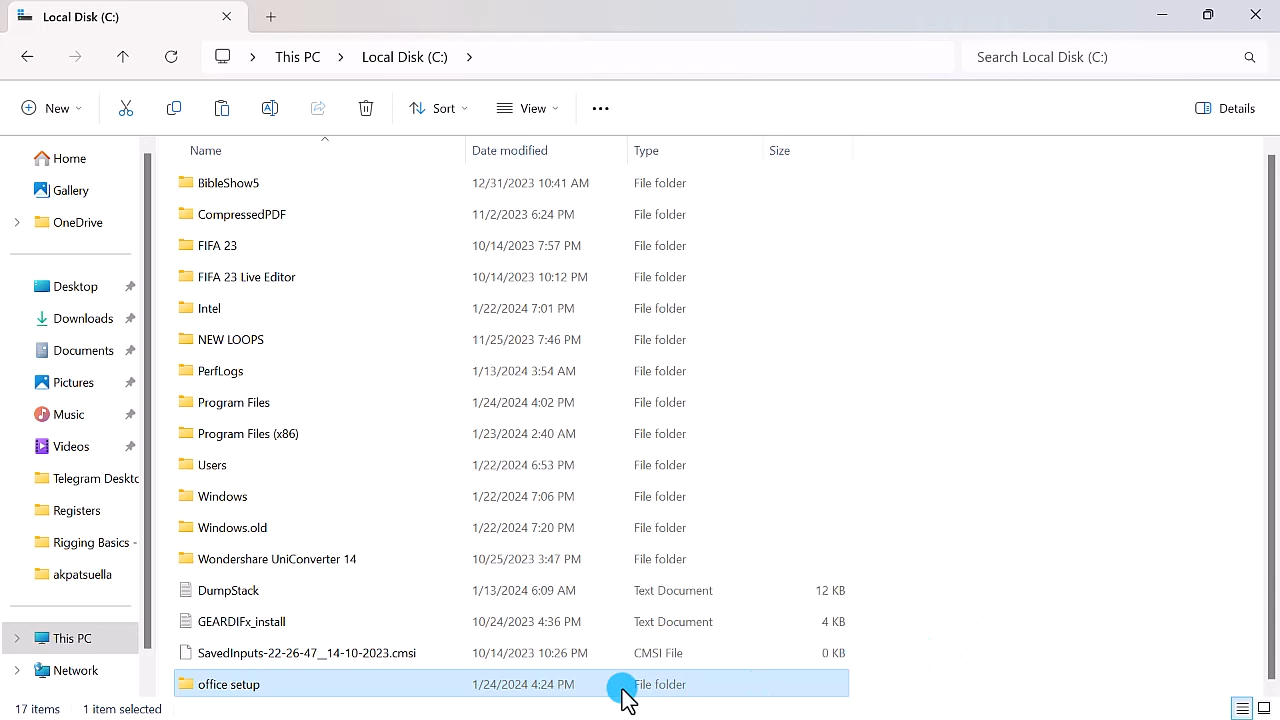 Local Disk (C:)
This PC
Local Disk (C:)
Search Local Disk (C:)
New
Sort
View
Details
Home
Gallery
OneDrive
Desktop
Downloads
Documents
Pictures
Music
Videos
Telegram Deskto
Registers
Rigging Basics -
akpatsuella
This PC
Network
Name Date modified Type Size
BibleShow5 12/31/2023 10:41 AM File folder
CompressedPDF 11/2/2023 6:24 PM File folder
FIFA 23 10/14/2023 7:57 PM File folder
FIFA 23 Live Editor 10/14/2023 10:12 PM File folder
Intel 1/22/2024 7:01 PM File folder
NEW LOOPS 11/25/2023 7:46 PM File folder
PerfLogs 1/13/2024 3:54 AM File folder
Program Files 1/24/2024 4:02 PM File folder
Program Files (x86) 1/23/2024 2:40 AM File folder
Users 1/22/2024 6:53 PM File folder
Windows 1/22/2024 7:06 PM File folder
Windows.old 1/22/2024 7:20 PM File folder
Wondershare UniConverter 14 10/25/2023 3:47 PM File folder
DumpStack 1/13/2024 6:09 AM Text Document 12 KB
GEARDIFx_install 10/24/2023 4:36 PM Text Document 4 KB
SavedInputs-22-26-47__14-10-2023.cmsi 10/14/2023 10:26 PM CMSI File 0 KB
office setup 1/24/2024 4:24 PM File folder
17 items 1 item selected